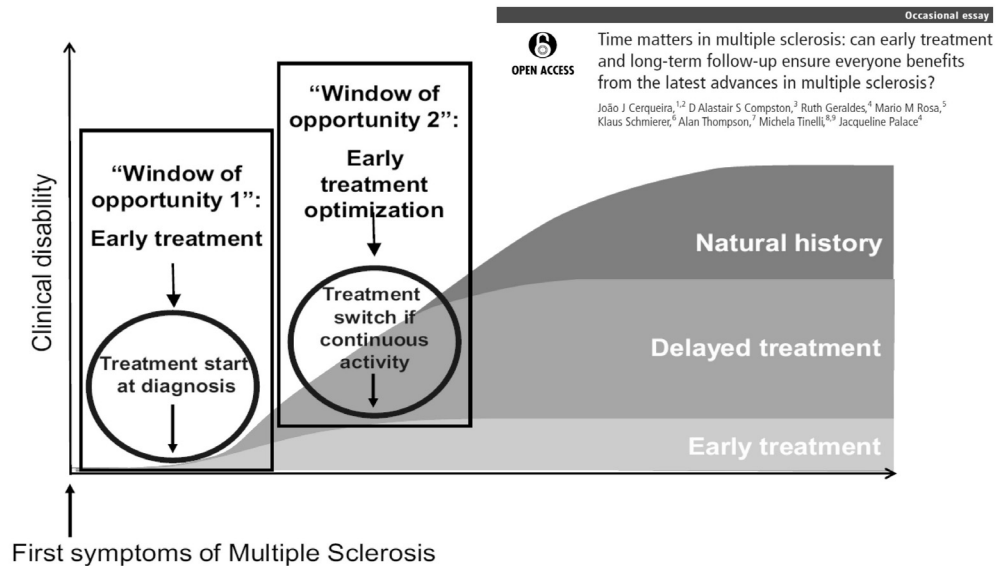 Occasional essay
OPEN ACCESS
Time matters in multiple sclerosis: can early treatment
and long-term follow-up ensure everyone benefits
from the latest advances in multiple sclerosis?
João J Cerqueira,1,2 D Alastair S Compston,3 Ruth Geraldes,4 Mario M Rosa,5
Klaus Schmierer,6 Alan Thompson,7 Michela Tinelli,8,9 Jacqueline Palace4
Clinical disability
“Window of
opportunity 1”:
Early treatment
Treatment start
at diagnosis
“Window of
opportunity 2”:
Early
treatment
optimization
Treatment
switch if
continuous
activity
Natural history
Delayed treatment
Early treatment
First symptoms of Multiple Sclerosis